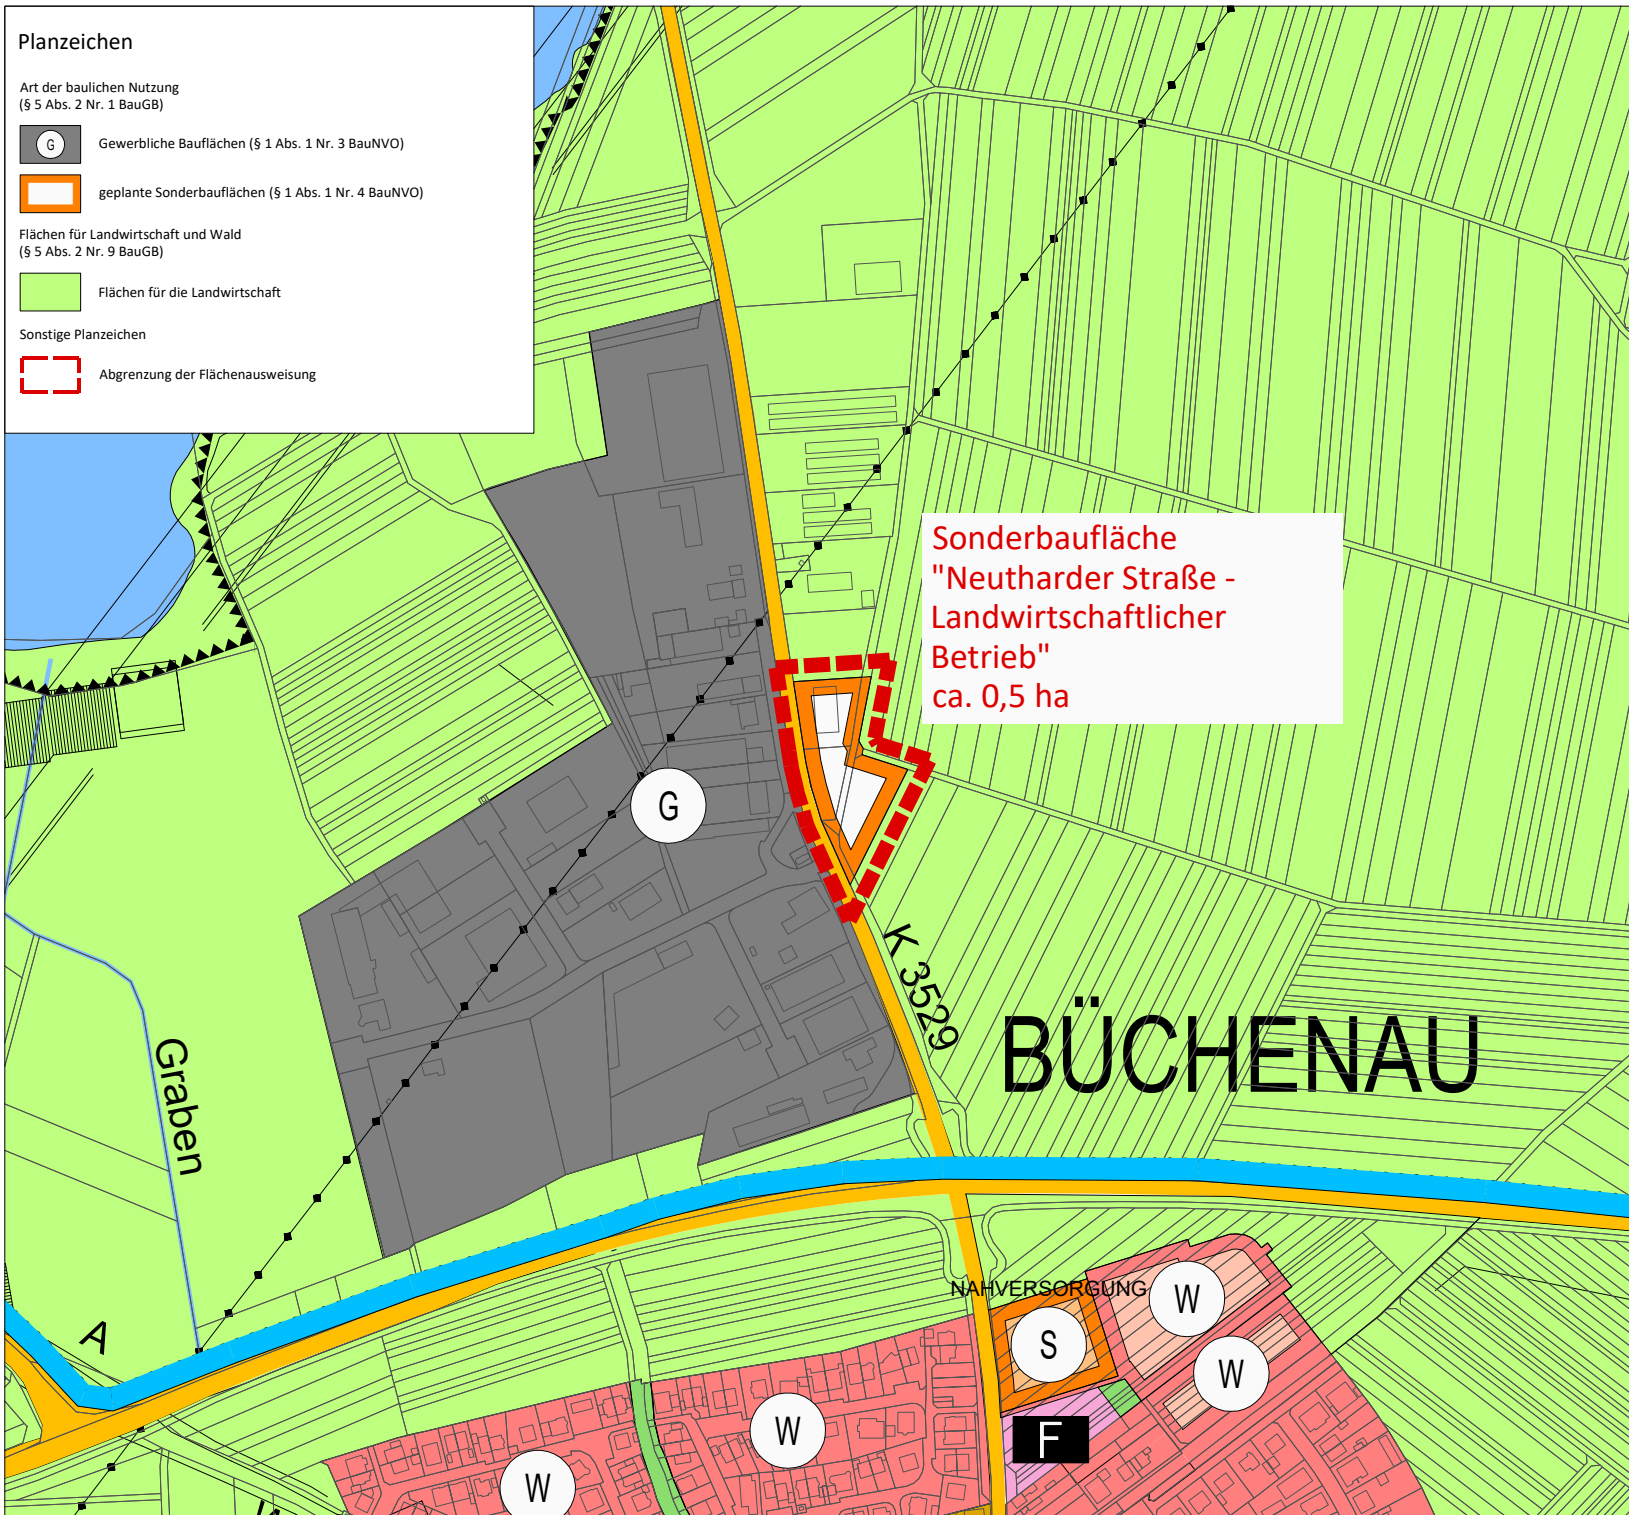 Planzeichen
Art der baulichen Nutzung
(§ 5 Abs. 2 Nr. 1 BauGB)
G
Gewerbliche Bauflächen (§ 1 Abs. 1 Nr. 3 BauNVO)
geplante Sonderbauflächen (§ 1 Abs. 1 Nr. 4 BauNVO)
Flächen für Landwirtschaft und Wald
(§ 5 Abs. 2 Nr. 9 BauGB)
Flächen für die Landwirtschaft
Sonstige Planzeichen
Abgrenzung der Flächenausweisung
Sonderbaufläche
"Neutharder Straße -
Landwirtschaftlicher
Betrieb"
ca. 0,5 ha
G
K 3529
BÜCHENAU
Graben
A
NAHVERSORGUNG
W
S
W
W
F
W